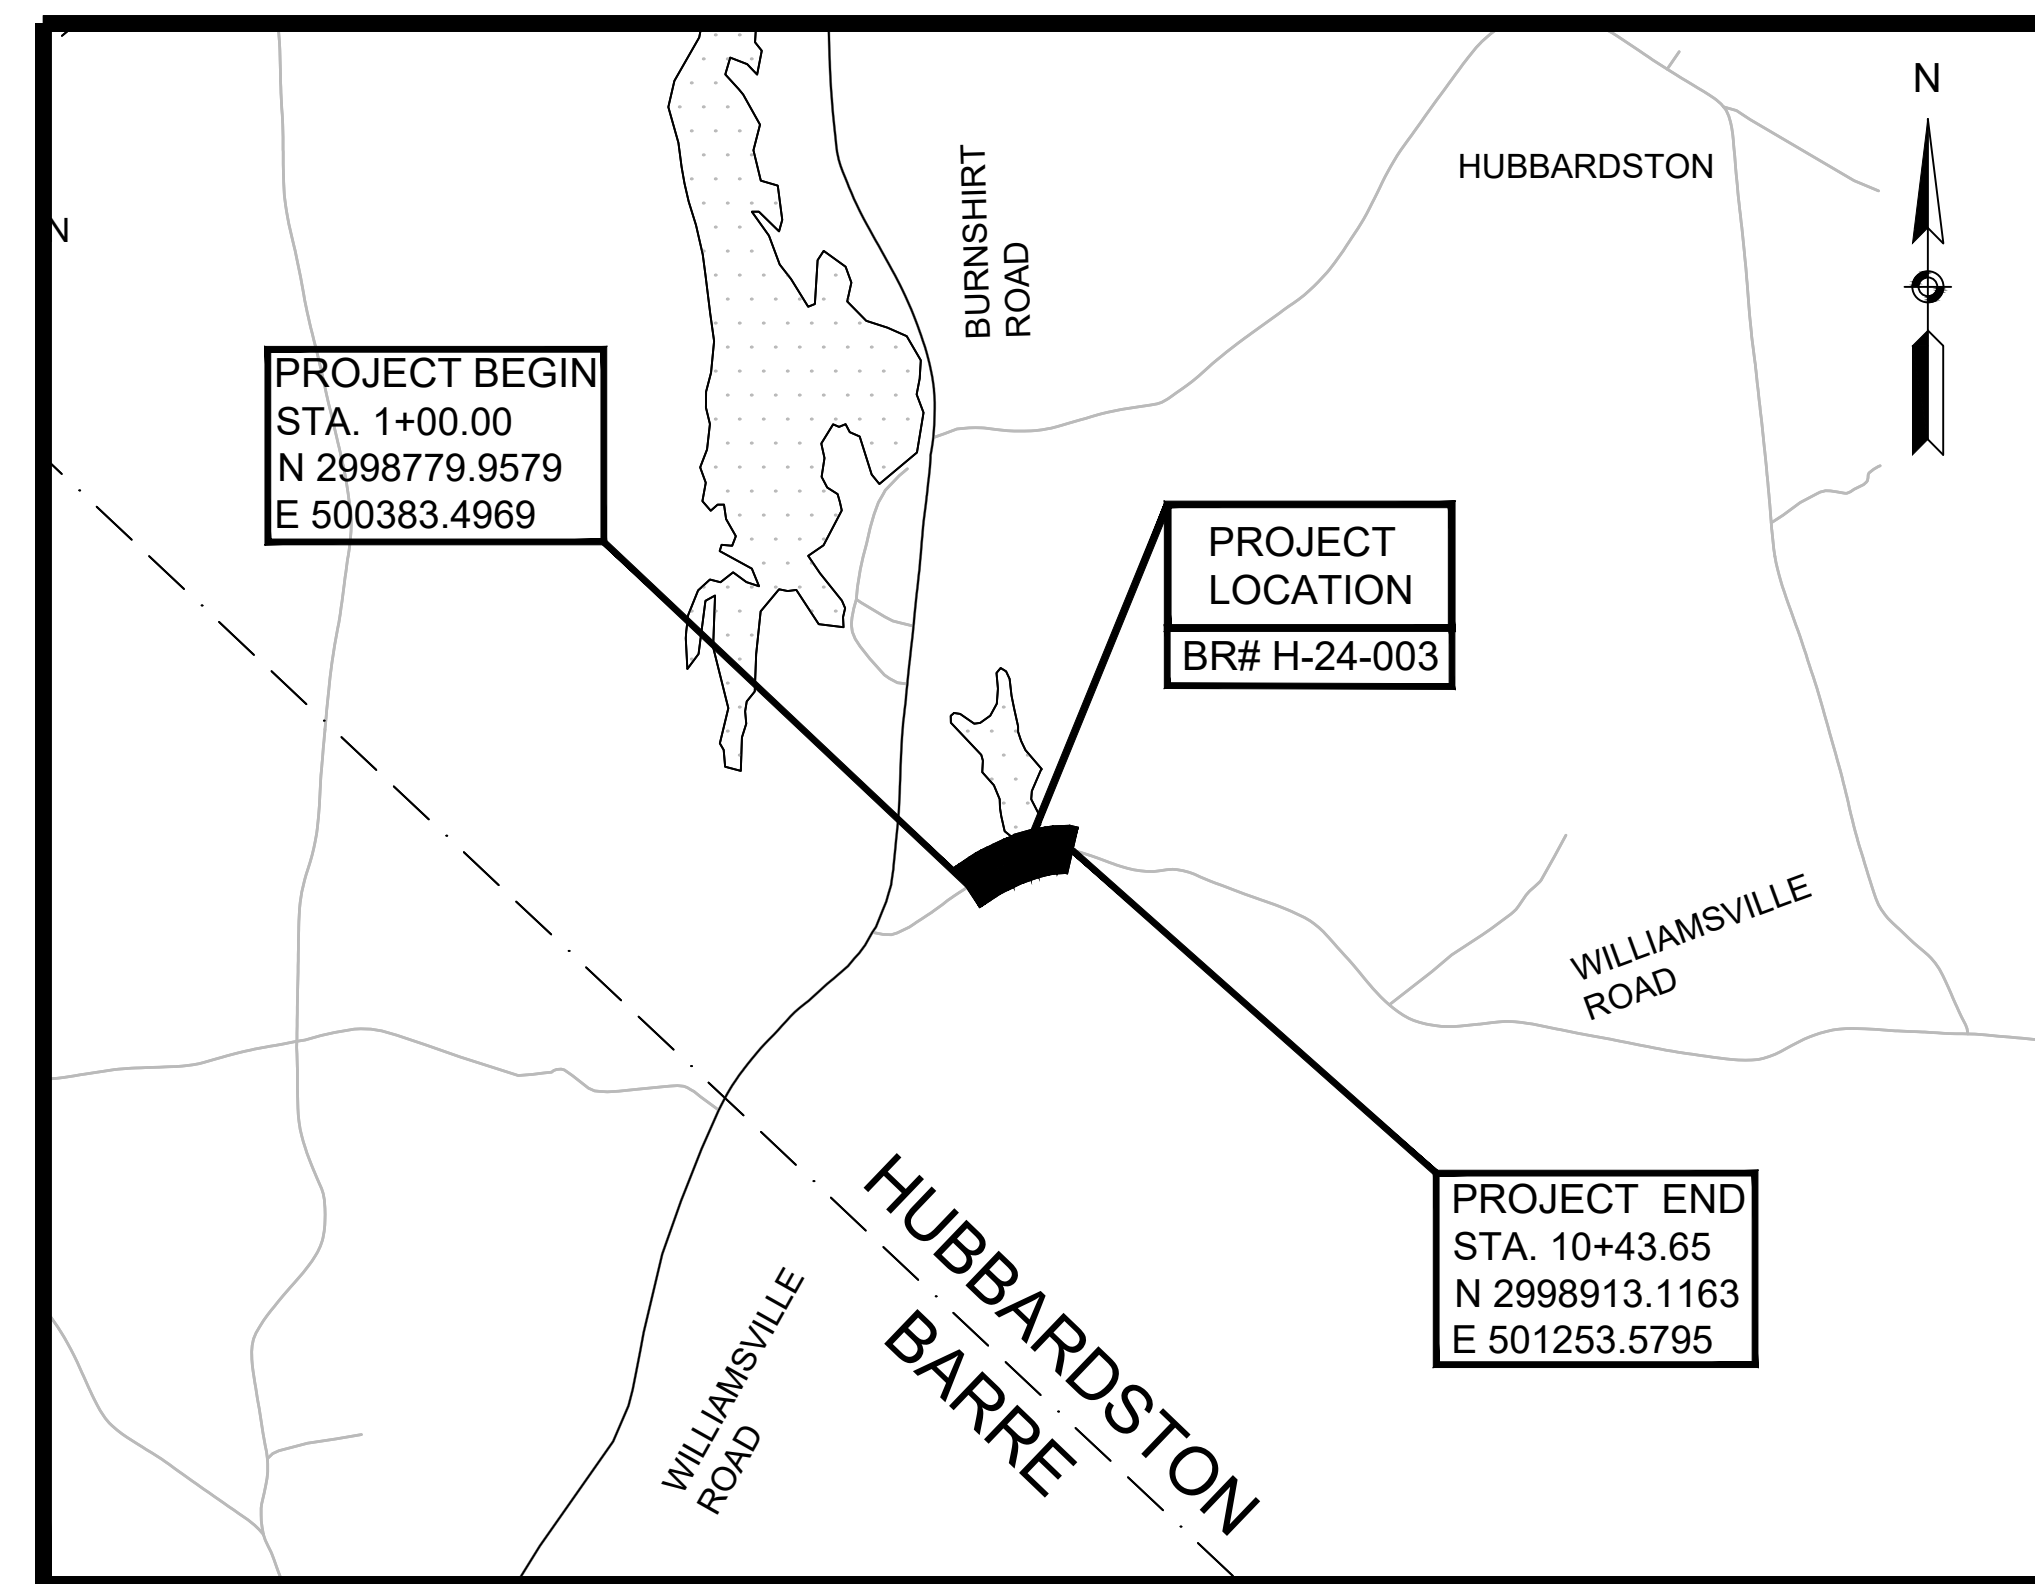 N
HUBBARDSTON
BURNSHIRT
ROAD
N
PROJECT BEGIN
STA. 1+00.00
N 2998779.9579
E 500383.4969
PROJECT
LOCATION
BR# H-24-003
WILLIAMSVILLE
ROAD
PROJECT END
STA. 10+43.65
N 2998913.1163
E 501253.5795
HUBBARDSTON
BARRE
WILLIAMSVILLE
ROAD